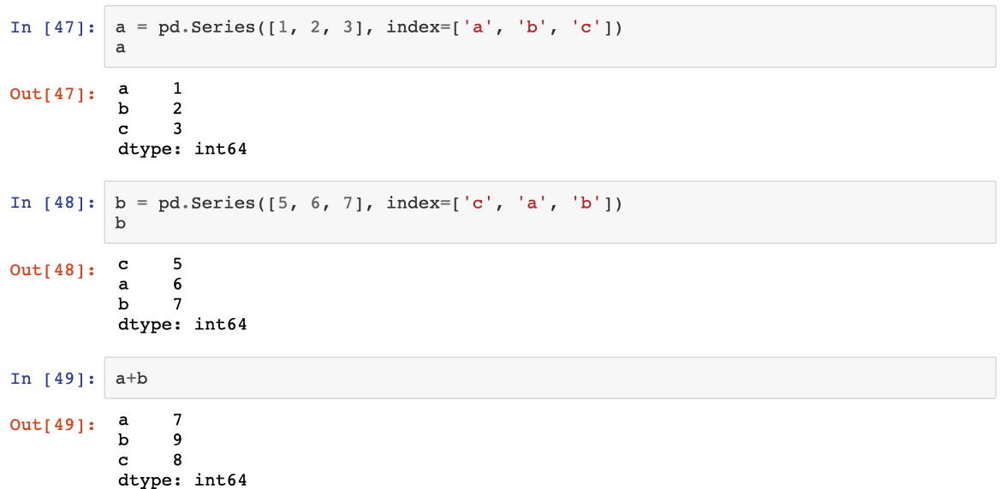 In [47]: a = pd.Series([1, 2, 3], index=['a', 'b', 'c'])
a
Out[47]: a    1
b    2
c    3
dtype: int64
In [48]: b = pd.Series([5, 6, 7], index=['c', 'a', 'b'])
b
Out[48]: c    5
a    6
b    7
dtype: int64
In [49]: a+b
Out[49]: a    7
b    9
c    8
dtype: int64